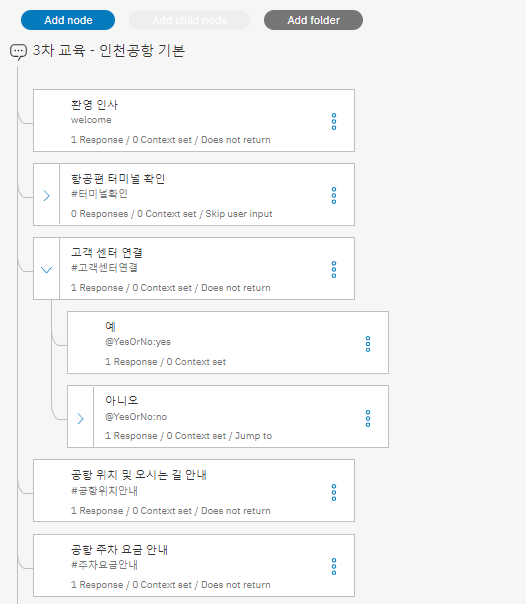 Add node Add child node Add folder
3차 교육 - 인천공항 기본
환영 인사
welcome
1 Response / 0 Context set / Does not return
항공편 터미널 확인
#터미널확인
0 Responses / 0 Context set / Skip user input
고객 센터 연결
#고객센터연결
1 Response / 0 Context set / Does not return
예
@YesOrNo:yes
1 Response / 0 Context set
아니오
@YesOrNo:no
1 Response / 0 Context set / Jump to
공항 위치 및 오시는 길 안내
#공항위치안내
1 Response / 0 Context set / Does not return
공항 주차 요금 안내
#주차요금안내
1 Response / 0 Context set / Does not return